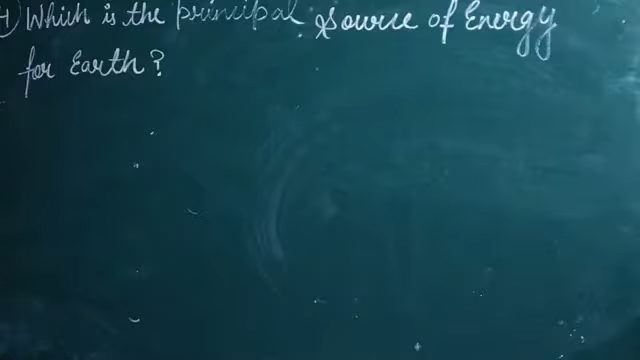 4) Which is the principal source of Energy
for Earth?